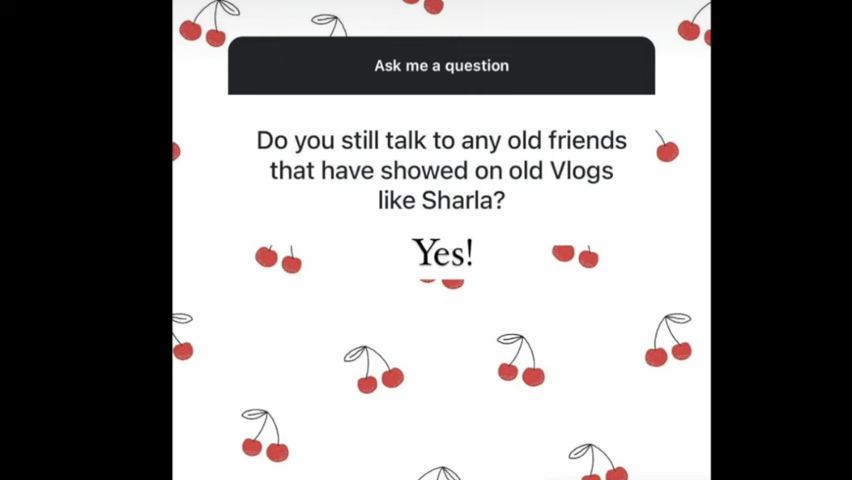 Ask me a question
Do you still talk to any old friends
that have showed on old Vlogs
like Sharla?
Yes!